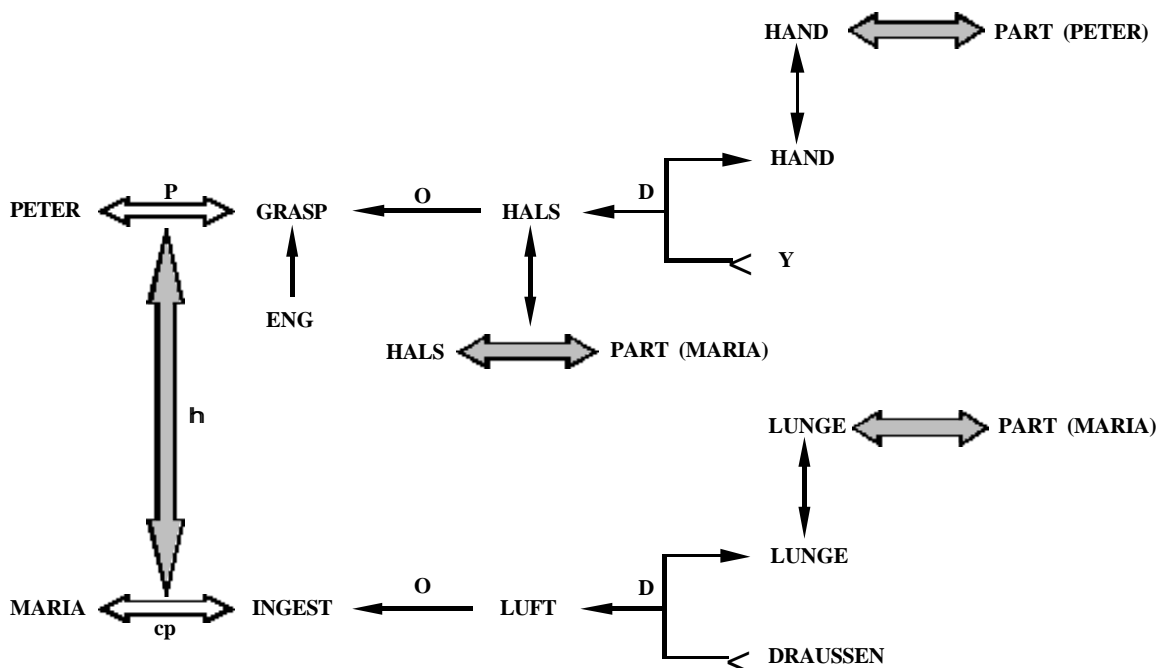 HAND PART (PETER)
HAND
D
P
O
PETER GRASP HALS
Y
ENG
HALS PART (MARIA)
h
LUNGE PART (MARIA)
LUNGE
O D
MARIA INGEST LUFT
cp
DRAUSSEN